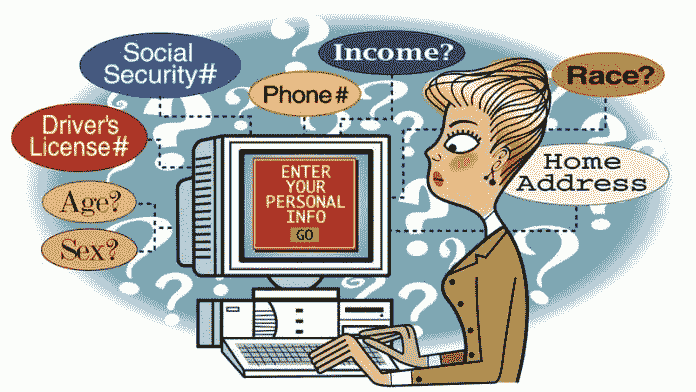 Social
Security#
Income?
Phone#
Race?
Driver's
License#
Home
Address
Age?
Sex?
ENTER
YOUR
PERSONAL
INFO
GO